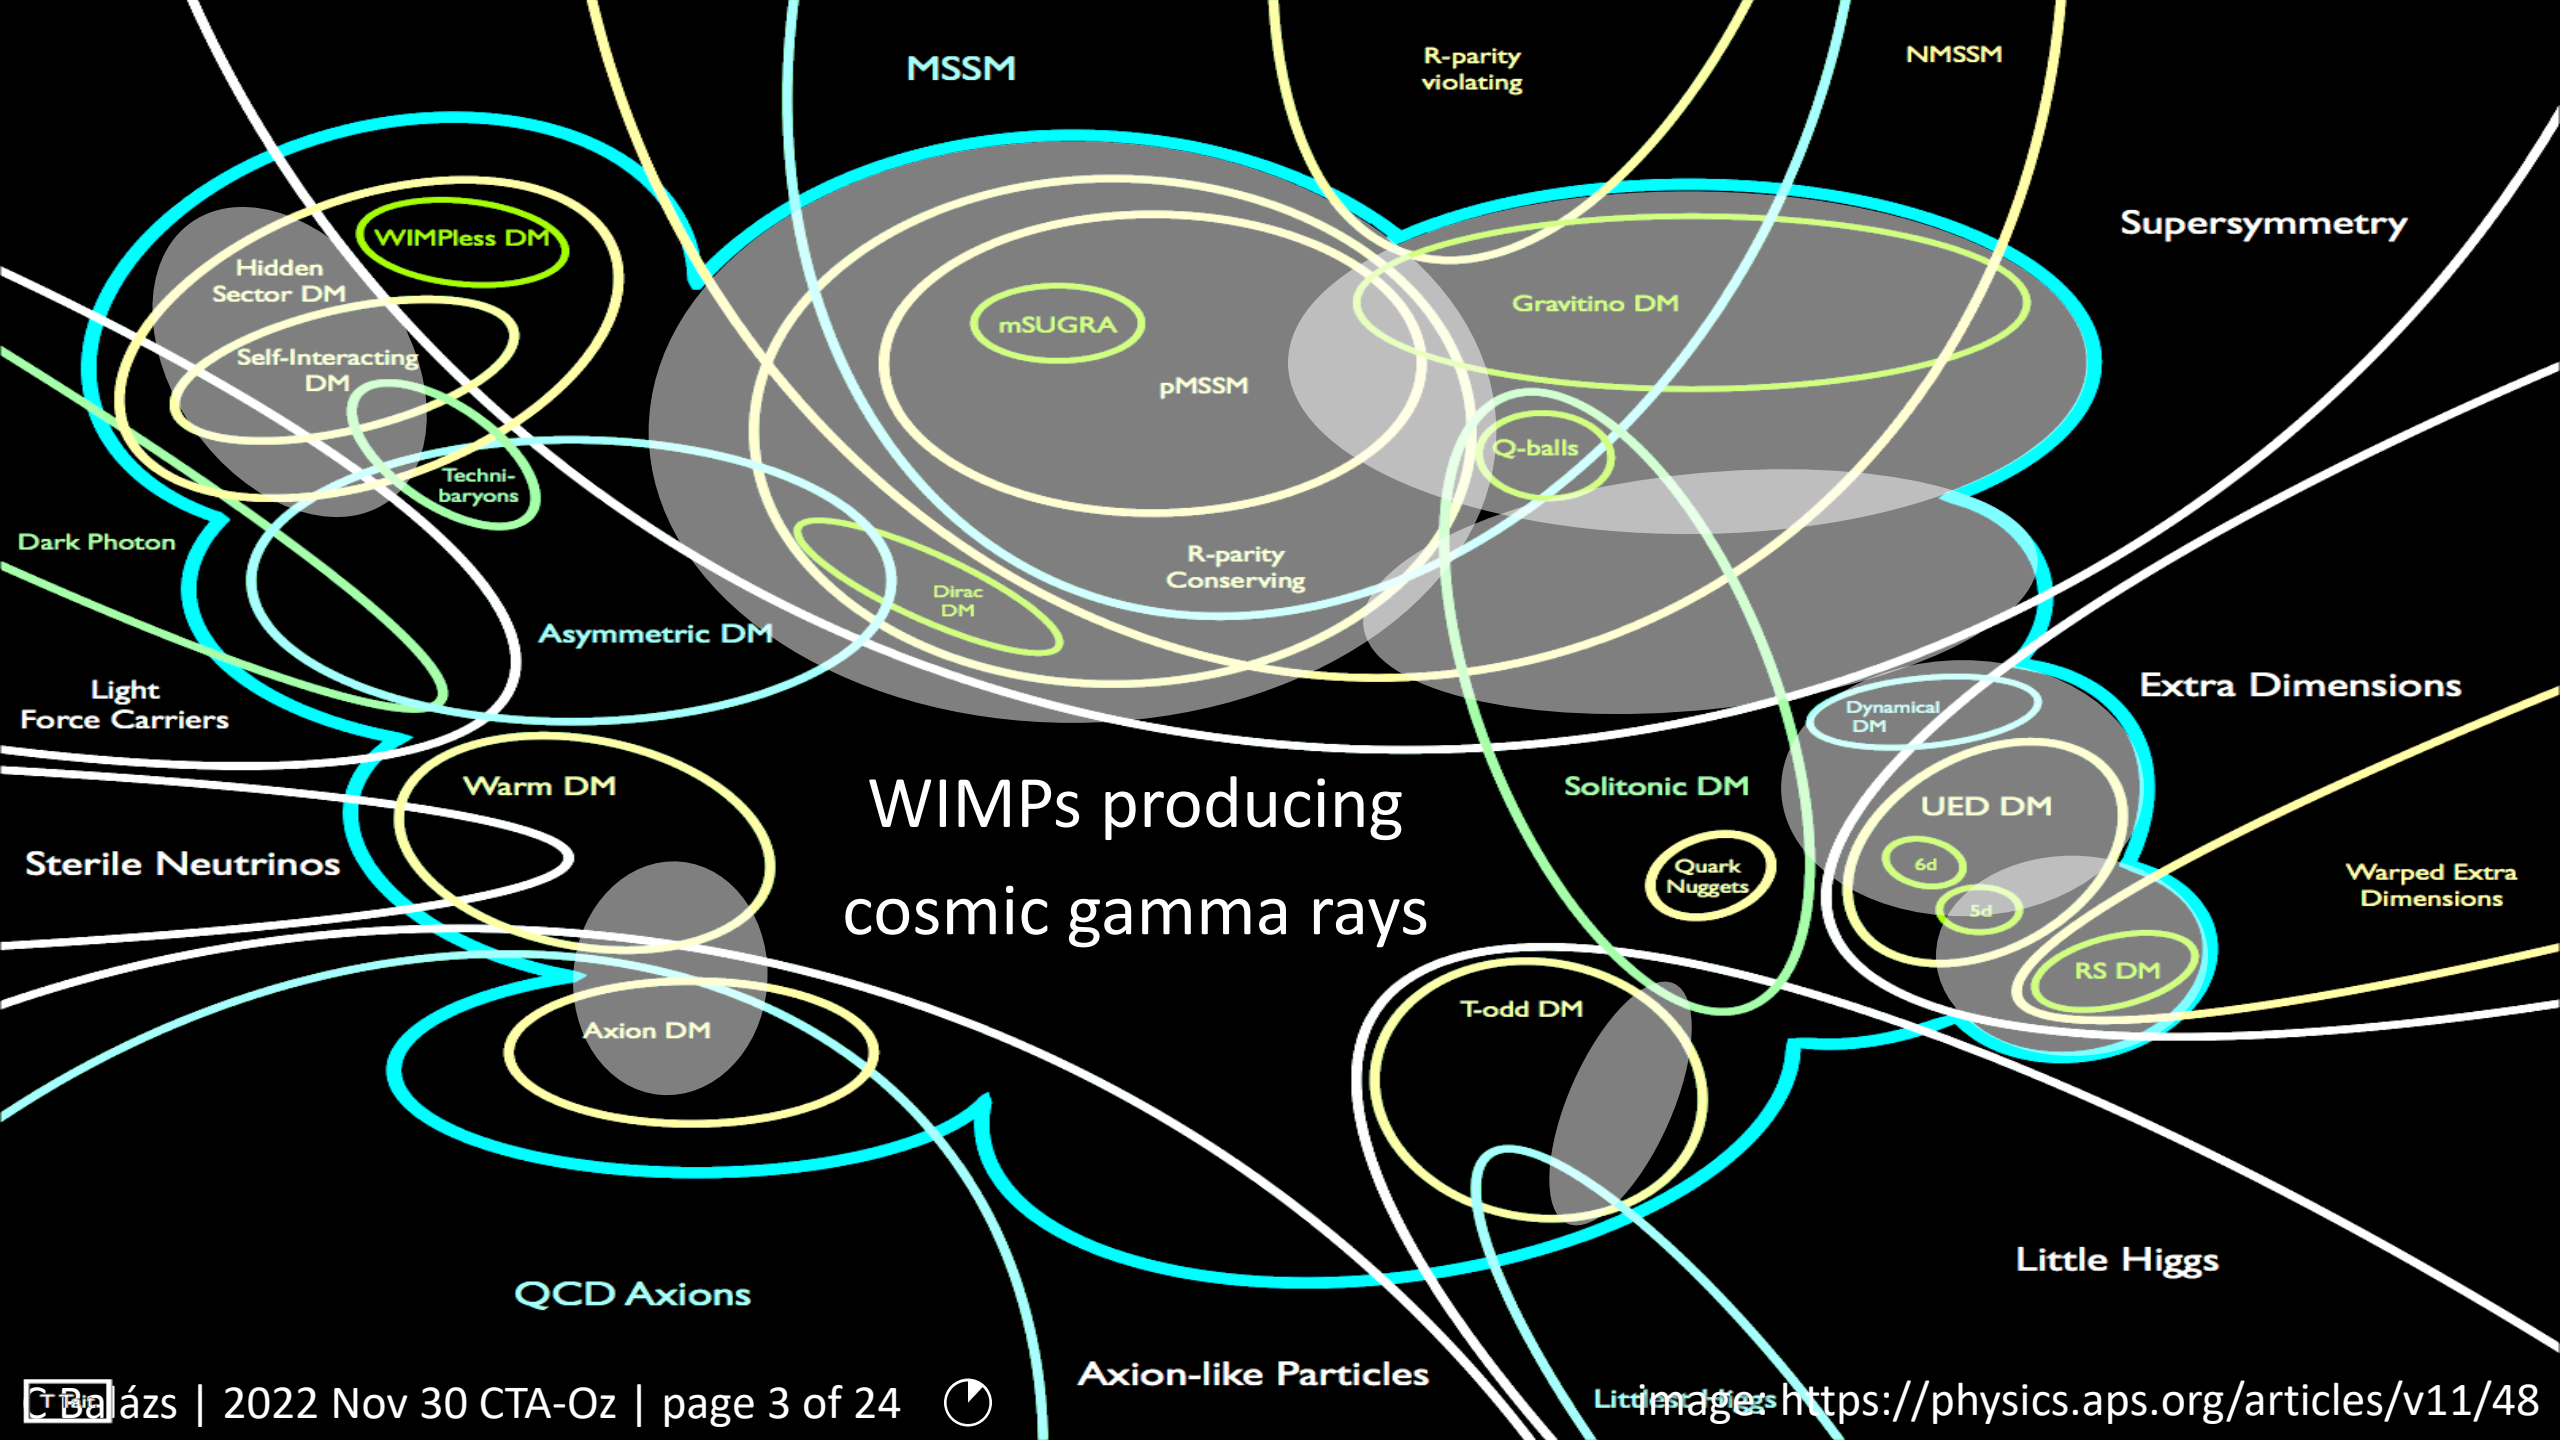 MSSM
R-parity
violating
NMSSM
Supersymmetry
WIMPless DM
Hidden
Sector DM
Self-Interacting
DM
mSUGRA
pMSSM
Gravitino DM
Q-balls
Techni-
baryons
Dark Photon
R-parity
Conserving
Dirac
DM
Asymmetric DM
Light
Force Carriers
Extra Dimensions
Dynamical
DM
Warm DM
WIMPs producing
cosmic gamma rays
Solitonic DM
UED DM
6d
5d
Quark
Nuggets
Sterile Neutrinos
Warped Extra
Dimensions
RS DM
T-odd DM
Axion DM
Little Higgs
QCD Axions
Axion-like Particles
Littlest Higgs
C Balázs | 2022 Nov 30 CTA-Oz | page 3 of 24
T Tait
image: https://physics.aps.org/articles/v11/48